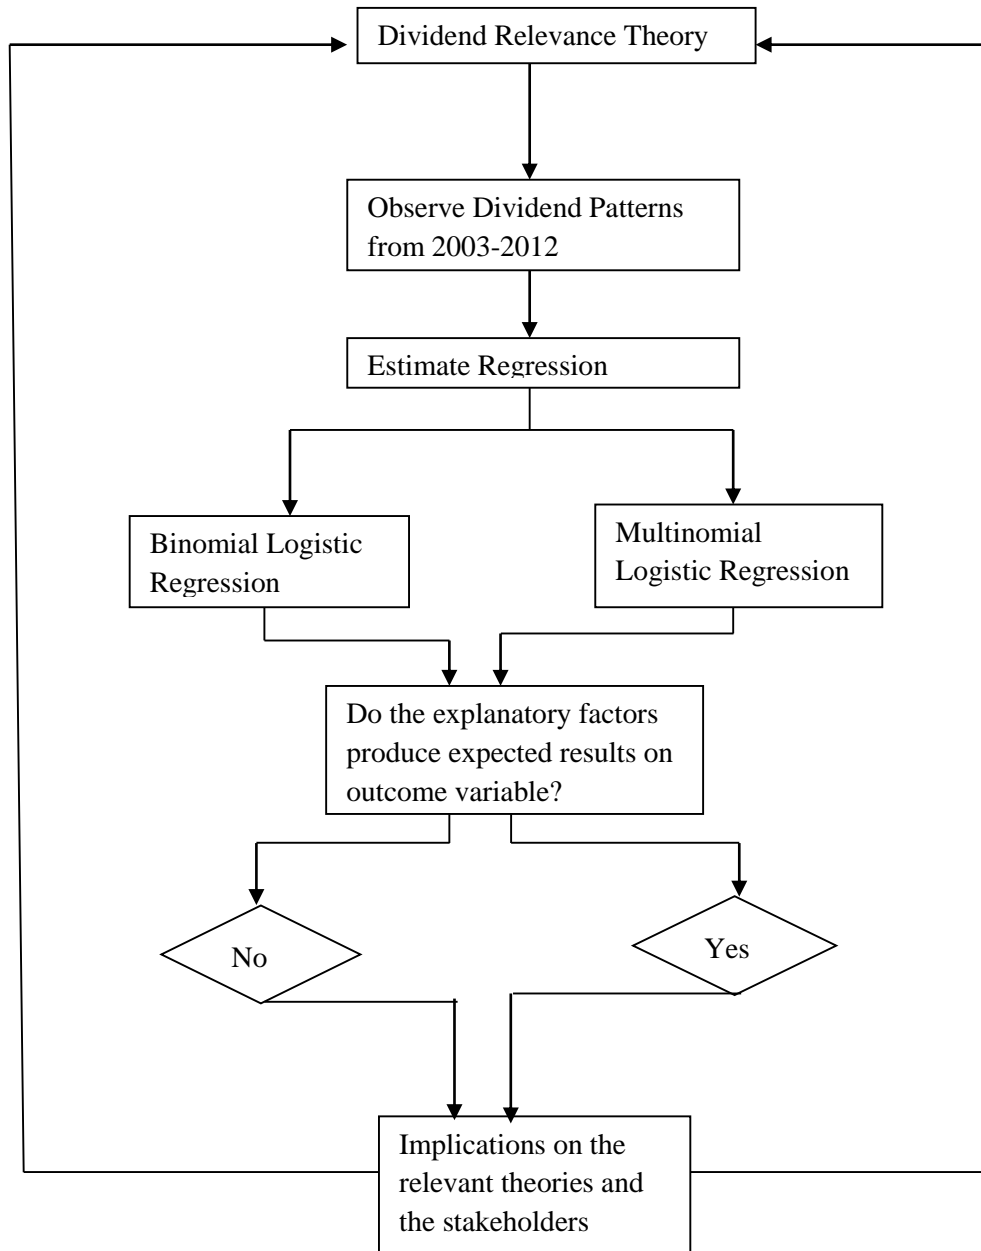 Dividend Relevance Theory
Observe Dividend Patterns
from 2003-2012
Estimate Regression
Binomial Logistic
Regression
Multinomial
Logistic Regression
Do the explanatory factors
produce expected results on
outcome variable?
No
Yes
Implications on the
relevant theories and
the stakeholders